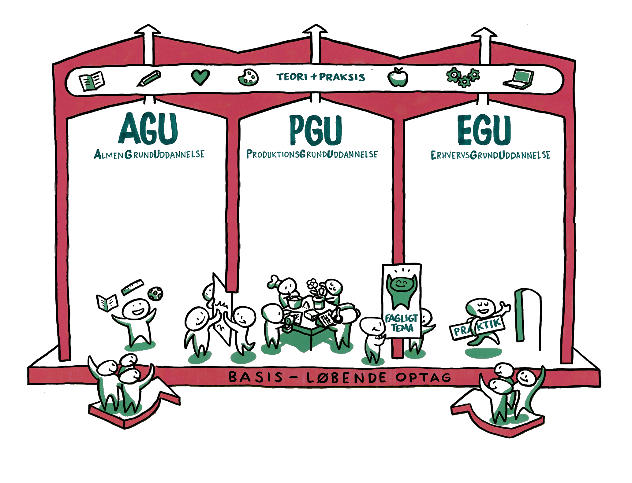 TEORI + PRAKSIS
AGU
ALMENGRUNDUDDANNELSE
PGU
PRODUKTIONSGRUNDUDDANNELSE
EGU
ERHVERVSGRUNDUDDANNELSE
FAGLIGT
TEMA
PRAKTIK
BASIS – LØBENDE OPTAG